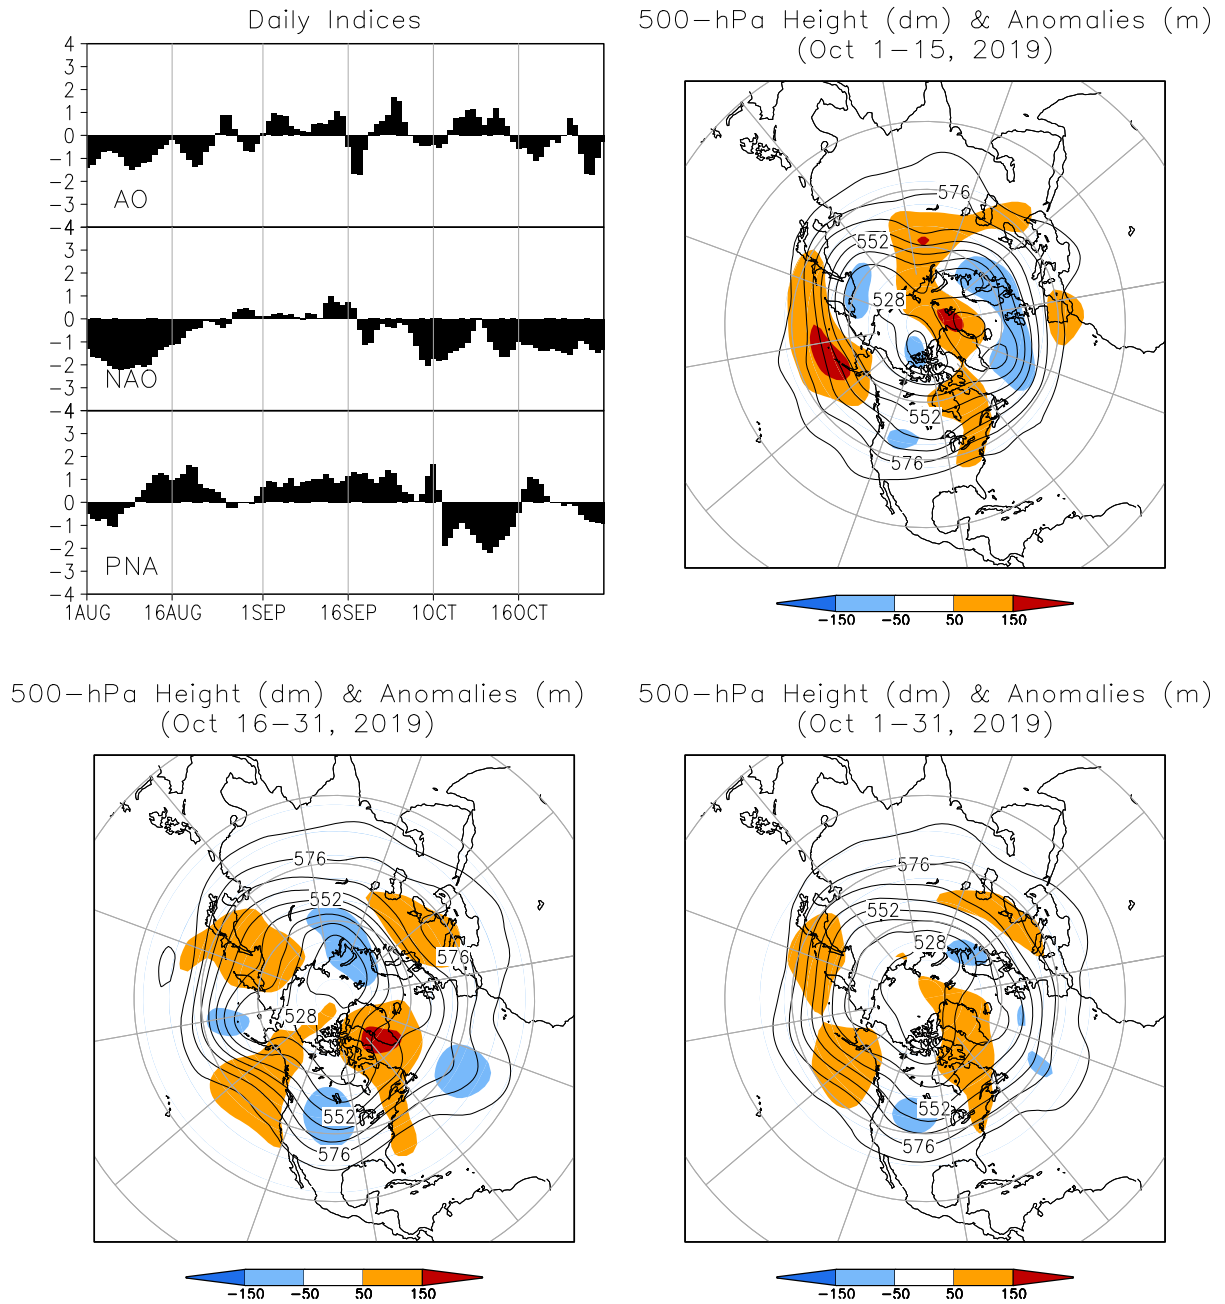 Daily Indices
4
3
2
1
0
-1
-2
-3
-4
AO
3
2
1
0
-1
-2
-3
-4
NAO
3
2
1
0
-1
-2
-3
-4
PNA
1AUG 16AUG 1SEP 16SEP 1OCT 16OCT
500-hPa Height (dm) & Anomalies (m)
(Oct 1-15, 2019)
576
552
528
552
576
-150 -50 50 150
500-hPa Height (dm) & Anomalies (m)
(Oct 16-31, 2019)
576
552
576
528
552
576
-150 -50 50 150
500-hPa Height (dm) & Anomalies (m)
(Oct 1-31, 2019)
576
552
528
552
576
-150 -50 50 150